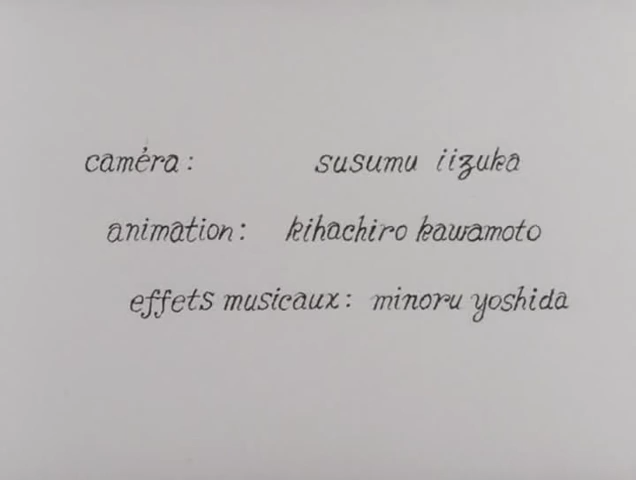 caméra: susumu iizuka
animation: kihachiro kawamoto
effets musicaux: minoru yoshida